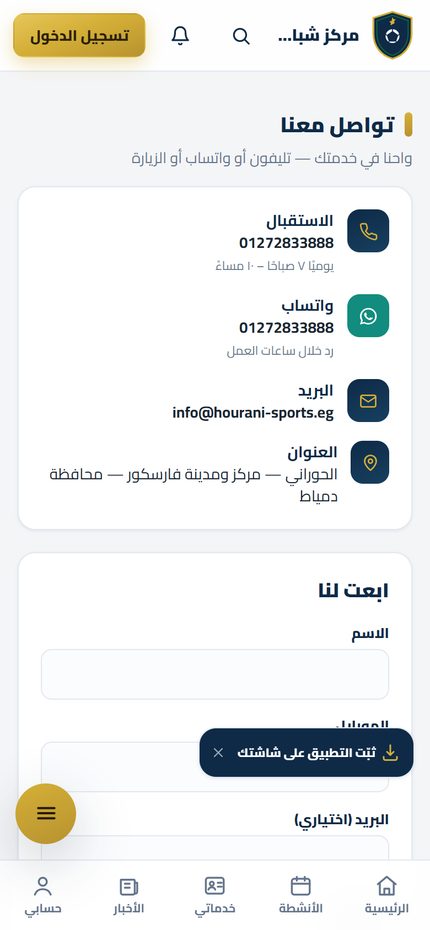 مركز شبا...
تسجيل الدخول
تواصل معنا
واحنا في خدمتك — تليفون أو واتساب أو الزيارة
الاستقبال
01272833888
يوميًا ٧ صباحًا – ١٠ مساءً
واتساب
01272833888
رد خلال ساعات العمل
البريد
info@hourani-sports.eg
العنوان
الحوراني — مركز ومدينة فارسكور — محافظة
دمياط
ابعت لنا
الاسم
الموبايل
ثبّت التطبيق على شاشتك
البريد (اختياري)
الرئيسية
الأنشطة
خدماتي
الأخبار
حسابي